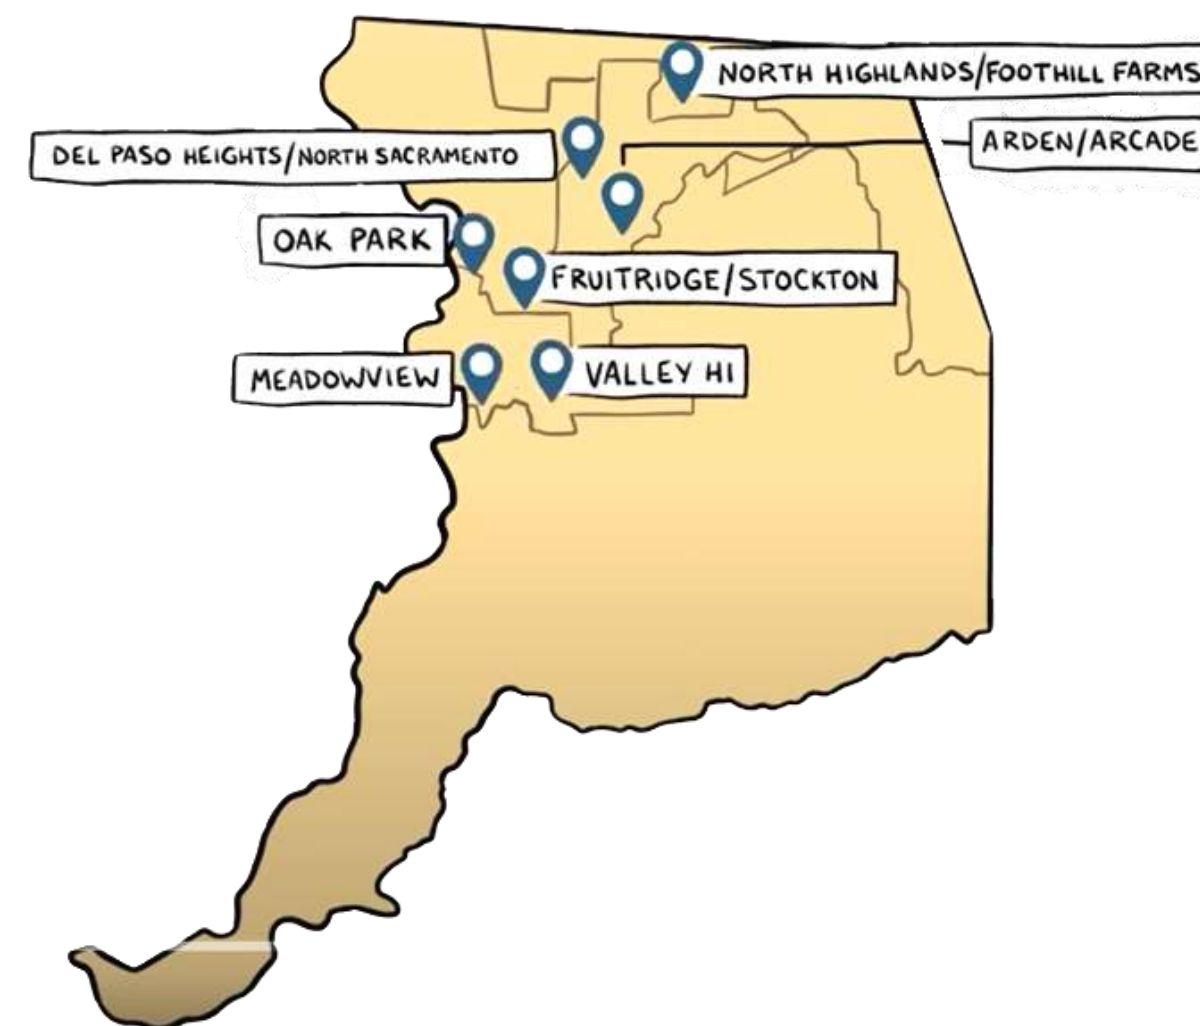 NORTH HIGHLANDS/FOOTHILL FARMS
ARDEN/ARCADE
DEL PASO HEIGHTS/NORTH SACRAMENTO
OAK PARK
FRUITRIDGE/STOCKTON
MEADOWVIEW
VALLEY HI